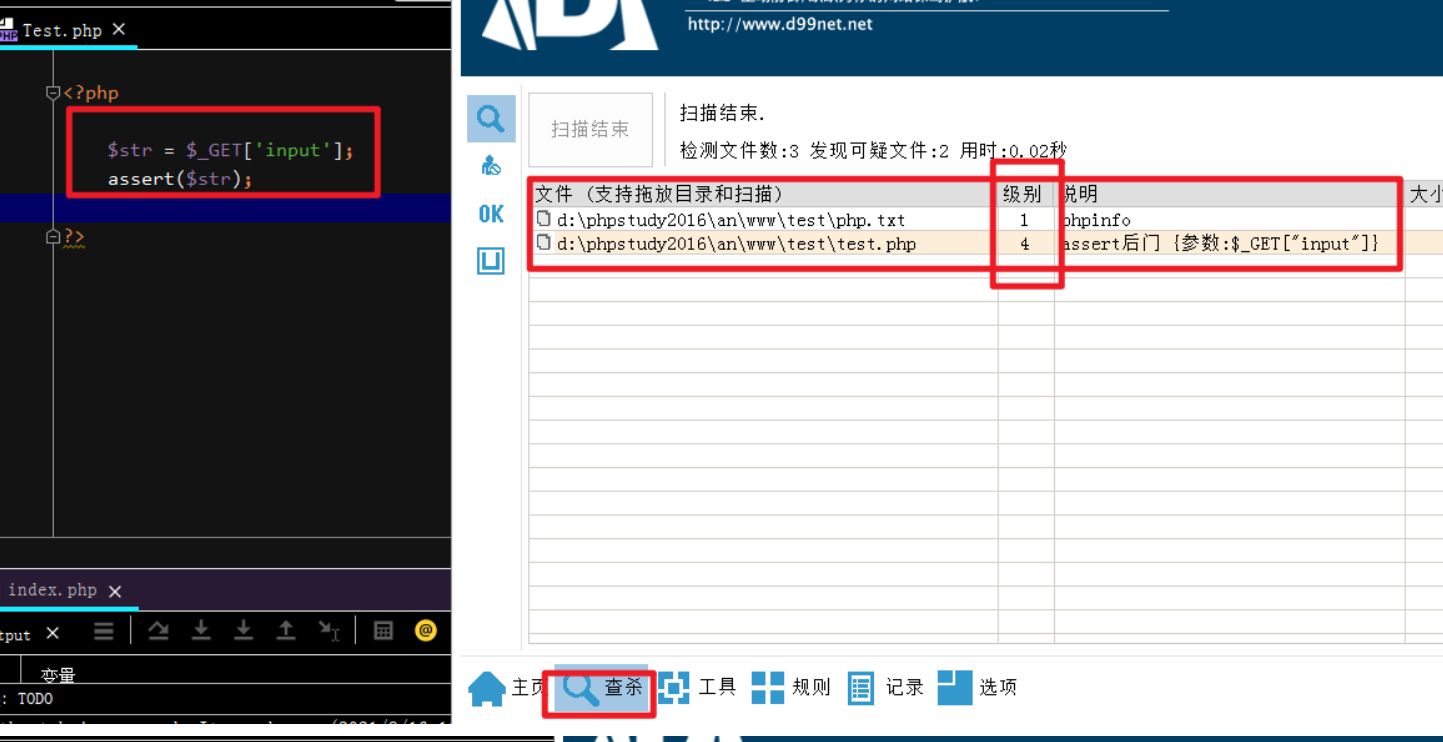 Test.php
<?php
$str = $_GET['input'];
assert($str);
?>
index.php
变量
: TODO
http://www.d99net.net
扫描结束
扫描结束.
检测文件数:3 发现可疑文件:2 用时:0.02秒
文件 (支持拖放目录和扫描) 级别 说明 大小
d:\phpstudy2016\an\www\test\php.txt 1 phpinfo
d:\phpstudy2016\an\www\test\test.php 4 assert后门 {参数:$_GET["input"]}
OK
主页 查杀 工具 规则 记录 选项